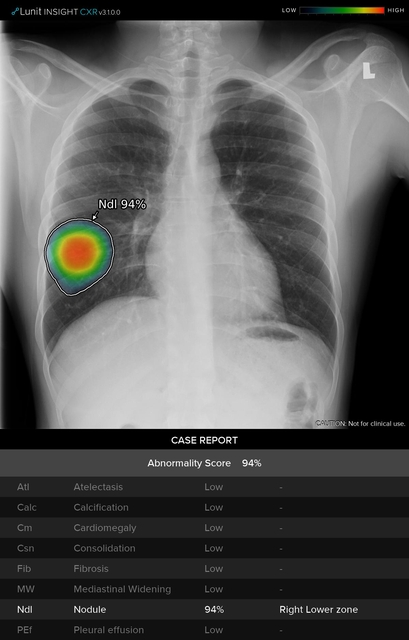 Lunit INSIGHT CXR v3.1.0.0
LOW HIGH
L
Ndl 94%
CAUTION: Not for clinical use.
CASE REPORT
Abnormality Score 94%
Atl Atelectasis Low -
Calc Calcification Low -
Cm Cardiomegaly Low -
Csn Consolidation Low -
Fib Fibrosis Low -
MW Mediastinal Widening Low -
Ndl Nodule 94% Right Lower zone
PEf Pleural effusion Low -